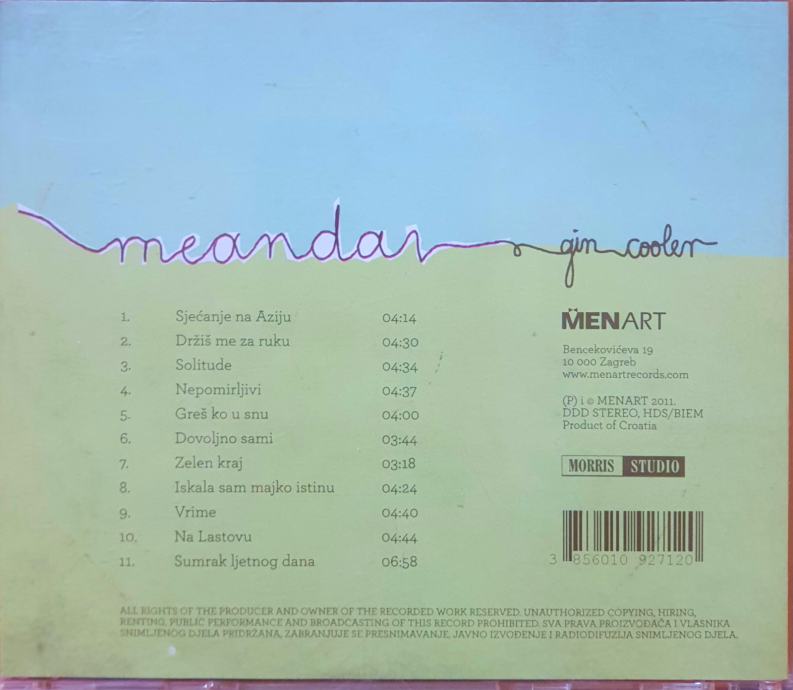 meandar gin cooler
1. Sjećanje na Aziju 04:14
2. Držiš me za ruku 04:30
3. Solitude 04:34
4. Nepomirljivi 04:37
5. Greš ko u snu 04:00
6. Dovoljno sami 03:44
7. Zelen kraj 03:18
8. Iskala sam majko istinu 04:24
9. Vrime 04:40
10. Na Lastovu 04:44
11. Sumrak ljetnog dana 06:58
MENART
Bencekovićeva 19
10 000 Zagreb
www.menartrecords.com
(P) i © MENART 2011.
DDD STEREO, HDS/BIEM
Product of Croatia
MORRIS STUDIO
3 856010 927120
ALL RIGHTS OF THE PRODUCER AND OWNER OF THE RECORDED WORK RESERVED. UNAUTHORIZED COPYING, HIRING,
RENTING, PUBLIC PERFORMANCE AND BROADCASTING OF THIS RECORD PROHIBITED. SVA PRAVA PROIZVOĐAČA I VLASNIKA
SNIMLJENOG DJELA PRIDRŽANA, ZABRANJUJE SE PRESNIMAVANJE, JAVNO IZVOĐENJE I RADIODIFUZIJA SNIMLJENOG DJELA.